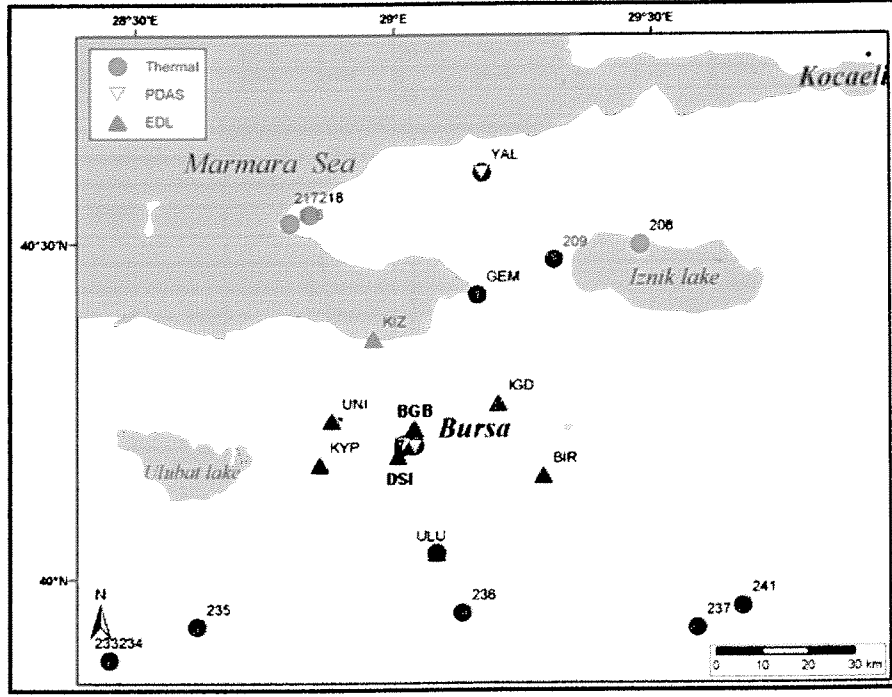 28°30'E 29°E 29°30'E
Thermal
PDAS
EDL
Kocaeli
Marmara Sea
YAL
217218
208
209
40°30'N
Iznik lake
GEM
KIZ
IGD
UNI
BGB
Bursa
KYP
BIR
Ulubat lake
DSI
ULU
40°N
N
241
236
235
237
233234
0 10 20 30 km